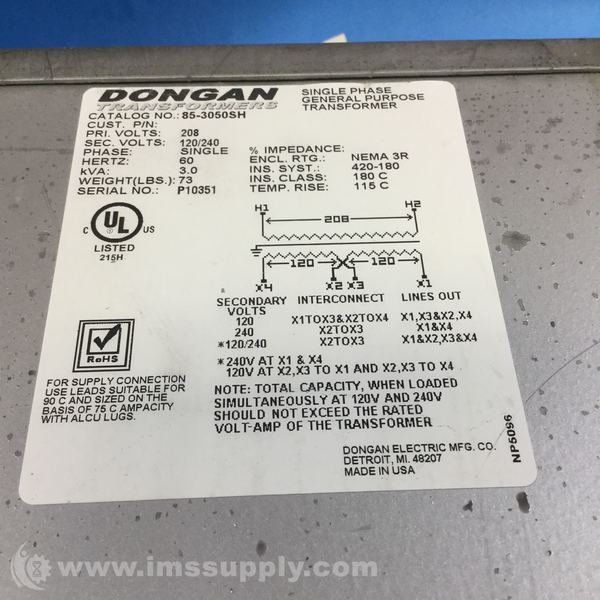 DONGAN
TRANSFORMERS
SINGLE PHASE
GENERAL PURPOSE
TRANSFORMER
CATALOG NO.: 85-3050SH
CUST. P/N:
PRI. VOLTS: 208
SEC. VOLTS: 120/240
PHASE: SINGLE
HERTZ: 60
kVA: 3.0
WEIGHT(LBS.): 73
SERIAL NO.: P10351
% IMPEDANCE:
ENCL. RTG.: NEMA 3R
INS. SYST.: 420-180
INS. CLASS: 180 C
TEMP. RISE: 115 C
C UL US
LISTED
215H
H1 H2
208
120 120
X4 X2 X3 X1
SECONDARY INTERCONNECT LINES OUT
VOLTS
120 X1TOX3&X2TOX4 X1,X3&X2,X4
240 X2TOX3 X1&X4
*120/240 X2TOX3 X1&X2,X3&X4
*240V AT X1 & X4
120V AT X2,X3 TO X1 AND X2,X3 TO X4
RoHS
FOR SUPPLY CONNECTION
USE LEADS SUITABLE FOR
90 C AND SIZED ON THE
BASIS OF 75 C AMPACITY
WITH ALCU LUGS.
NOTE: TOTAL CAPACITY, WHEN LOADED
SIMULTANEOUSLY AT 120V AND 240V
SHOULD NOT EXCEED THE RATED
VOLT-AMP OF THE TRANSFORMER
DONGAN ELECTRIC MFG. CO.
DETROIT, MI. 48207
MADE IN USA
NP5096
www.imssupply.com